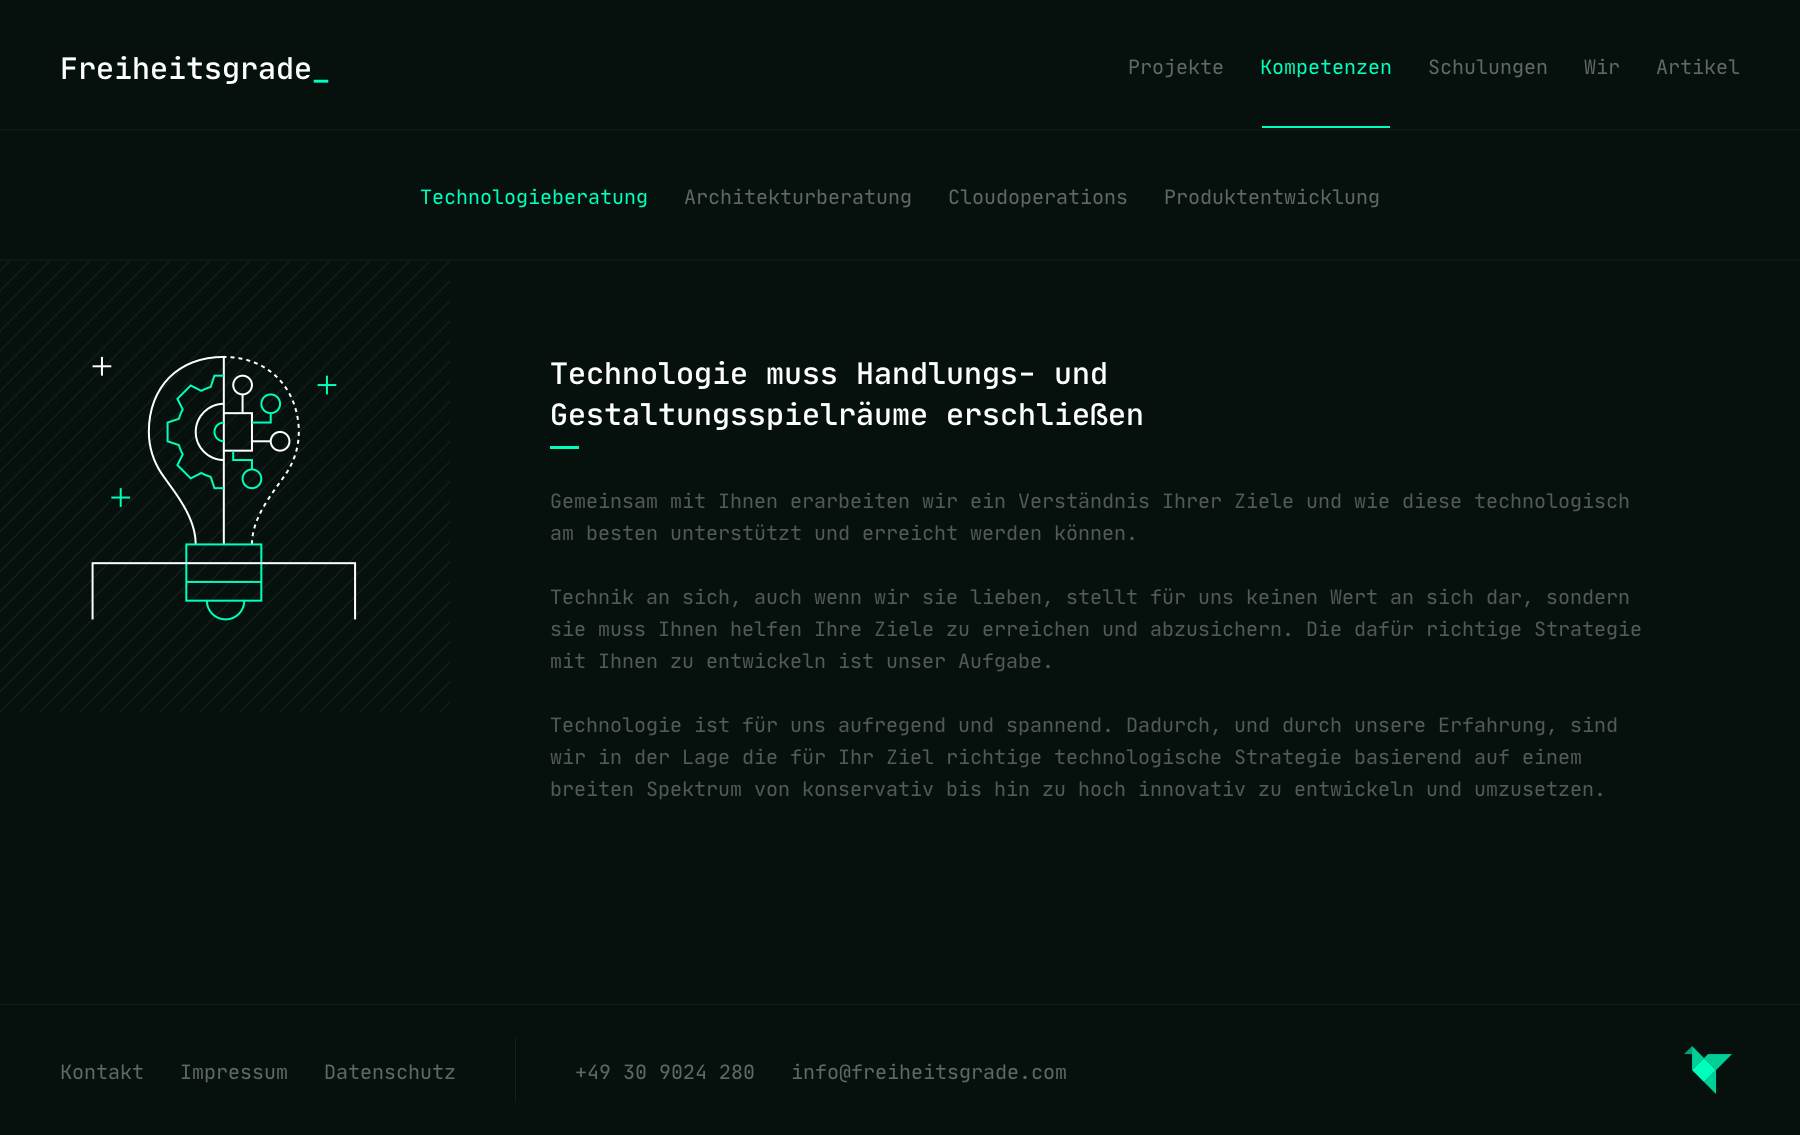 Freiheitsgrade_
Projekte Kompetenzen Schulungen Wir Artikel
Technologieberatung Architekturberatung Cloudoperations Produktentwicklung
Technologie muss Handlungs- und
Gestaltungsspielräume erschließen
Gemeinsam mit Ihnen erarbeiten wir ein Verständnis Ihrer Ziele und wie diese technologisch
am besten unterstützt und erreicht werden können.
Technik an sich, auch wenn wir sie lieben, stellt für uns keinen Wert an sich dar, sondern
sie muss Ihnen helfen Ihre Ziele zu erreichen und abzusichern. Die dafür richtige Strategie
mit Ihnen zu entwickeln ist unser Aufgabe.
Technologie ist für uns aufregend und spannend. Dadurch, und durch unsere Erfahrung, sind
wir in der Lage die für Ihr Ziel richtige technologische Strategie basierend auf einem
breiten Spektrum von konservativ bis hin zu hoch innovativ zu entwickeln und umzusetzen.
Kontakt Impressum Datenschutz +49 30 9024 280 info@freiheitsgrade.com